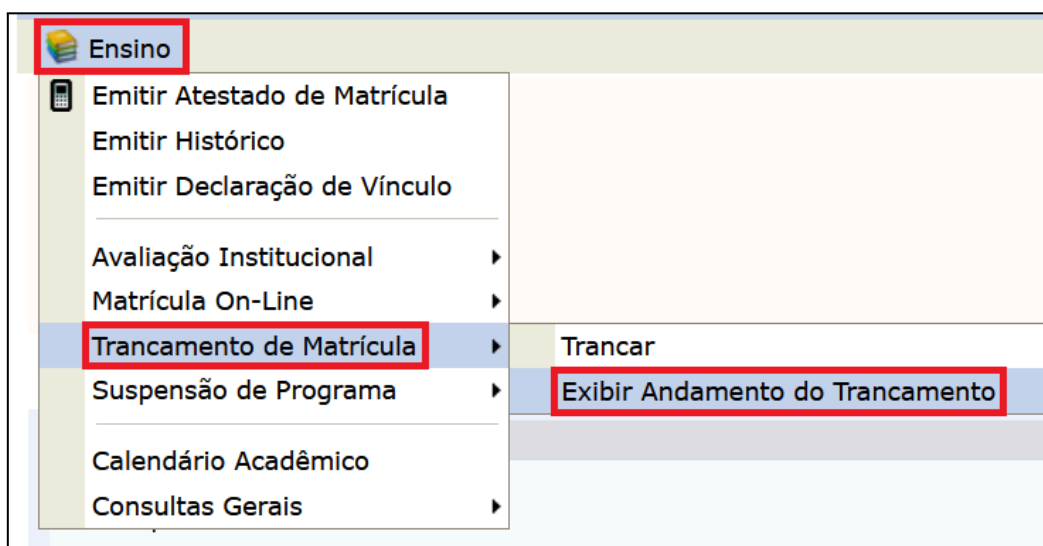 Ensino
Emitir Atestado de Matrícula
Emitir Histórico
Emitir Declaração de Vínculo
Avaliação Institucional
Matrícula On-Line
Trancamento de Matrícula
Trancar
Suspensão de Programa
Exibir Andamento do Trancamento
Calendário Acadêmico
Consultas Gerais